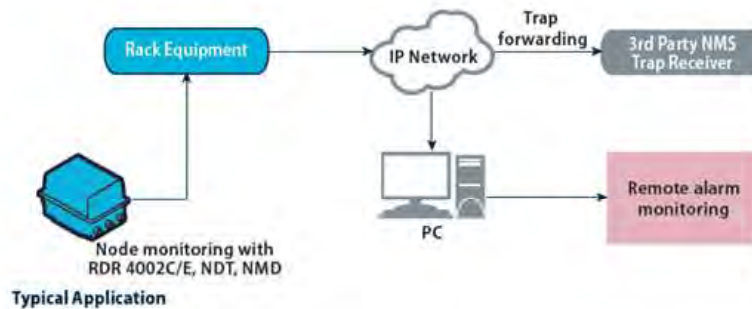 Rack Equipment
IP Network
Trap
forwarding
3rd Party NMS
Trap Receiver
Node monitoring with
RDR 4002C/E, NDT, NMD
PC
Remote alarm
monitoring
Typical Application